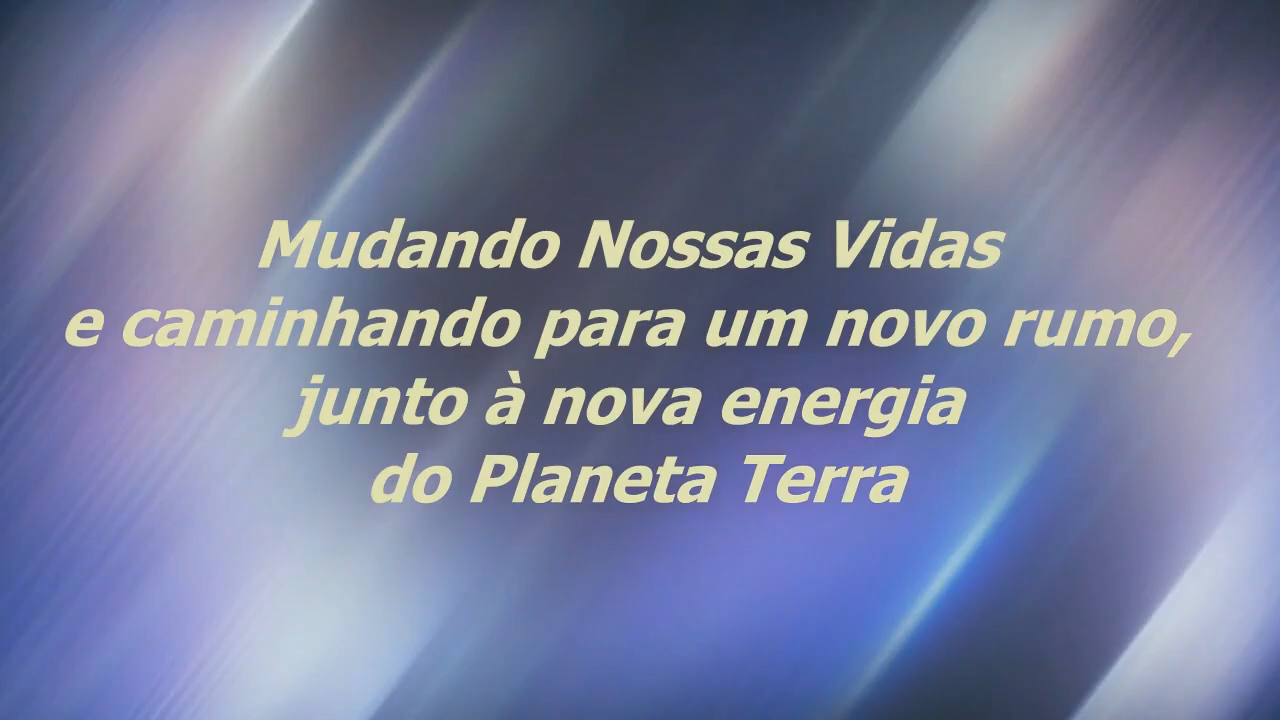 Mudando Nossas Vidas
e caminhando para um novo rumo,
junto à nova energia
do Planeta Terra